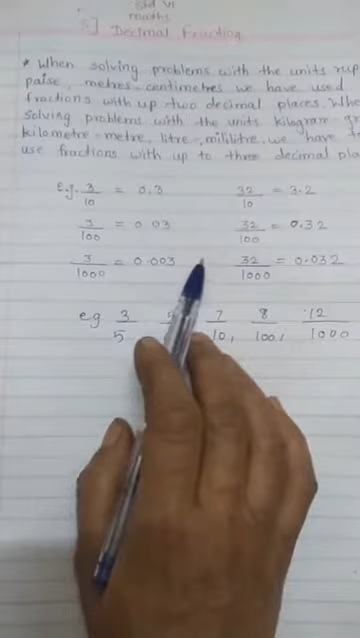 Std VI
maths
5] Decimal Fraction
* When solving problems with the units rup
paise, metres-centimetres we have used
fractions with up two decimal places. Whe
solving problems with the units kilogram-gr
kilometre-metre, litre, mililitre. we have to
use fractions with up to three decimal pla
E.g. 3/10 = 0.3 32/10 = 3.2
3/100 = 0.03 32/100 = 0.32
3/1000 = 0.003 32/1000 = 0.032
eg 3/5 7/10, 8/100, 12/1000